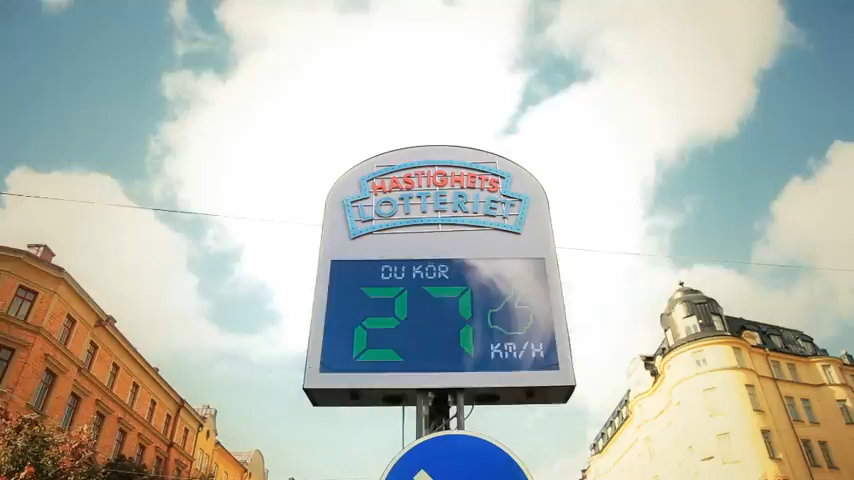 HASTIGHETS
LOTTERIET
DU KÖR
27
KM/H